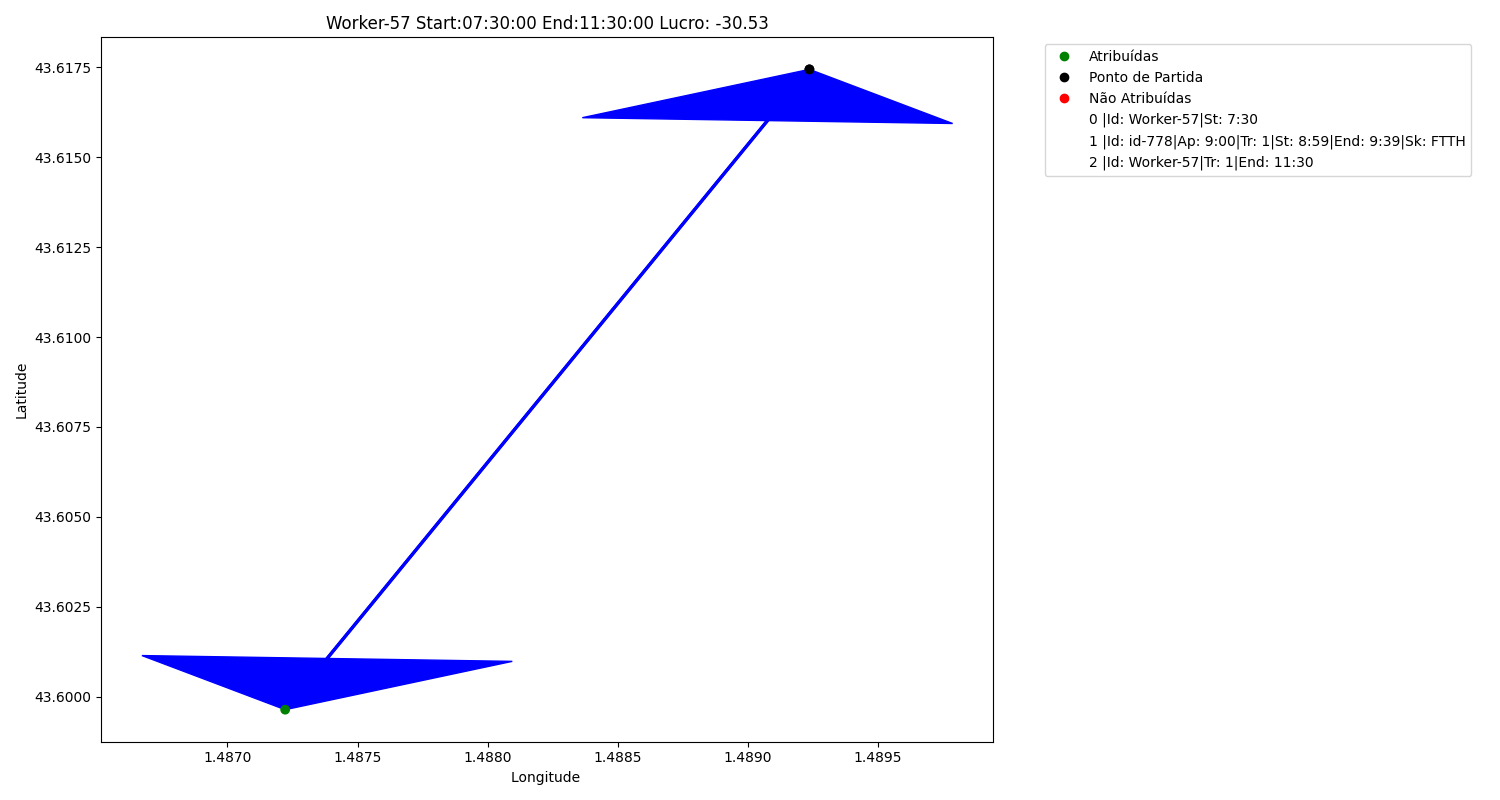 Worker-57 Start:07:30:00 End:11:30:00 Lucro: -30.53
Atribuídas
Ponto de Partida
Não Atribuídas
0 |Id: Worker-57|St: 7:30
1 |Id: id-778|Ap: 9:00|Tr: 1|St: 8:59|End: 9:39|Sk: FTTH
2 |Id: Worker-57|Tr: 1|End: 11:30
43.6175
43.6150
43.6125
43.6100
43.6075
43.6050
43.6025
43.6000
Latitude
1.4870
1.4875
1.4880
1.4885
1.4890
1.4895
Longitude